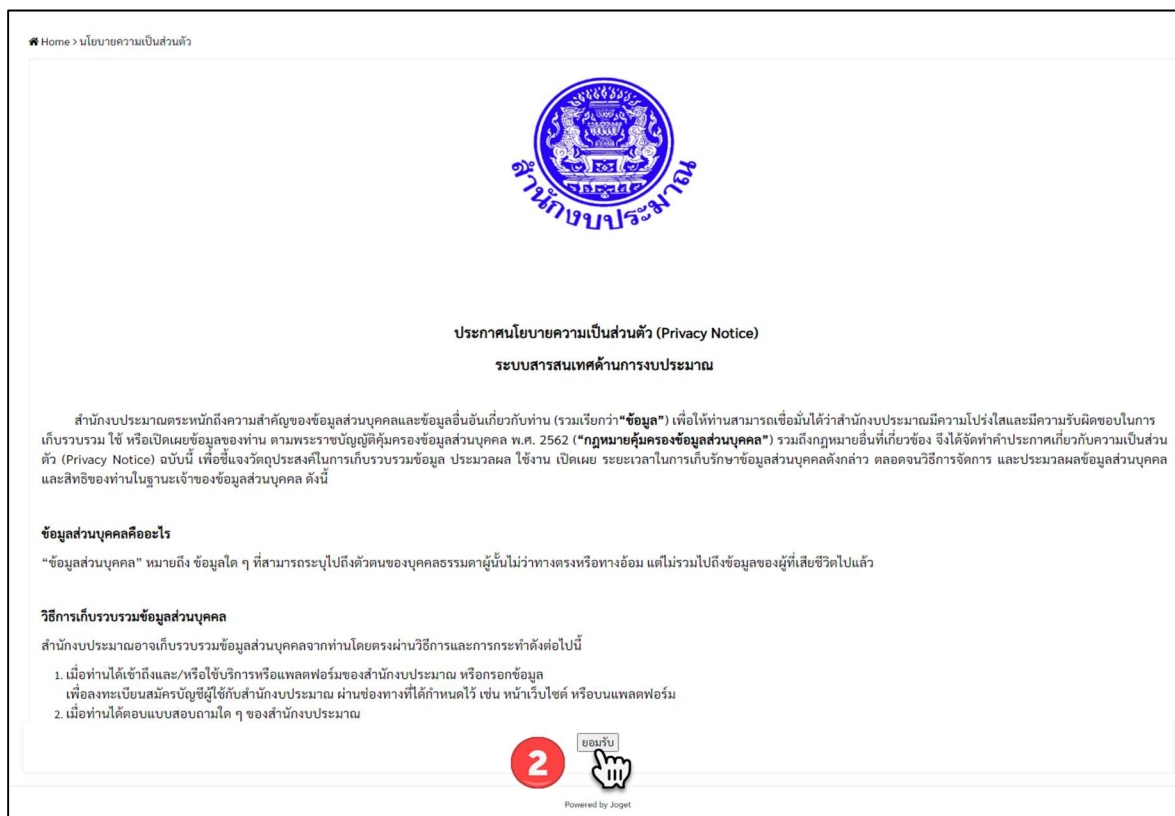 Home > นโยบายความเป็นส่วนตัว
สำนักงบประมาณ
ประกาศนโยบายความเป็นส่วนตัว (Privacy Notice)
ระบบสารสนเทศด้านการงบประมาณ
สำนักงบประมาณตระหนักถึงความสำคัญของข้อมูลส่วนบุคคลและข้อมูลอื่นอันเกี่ยวกับท่าน (รวมเรียกว่า“ข้อมูล”) เพื่อให้ท่านสามารถเชื่อมั่นได้ว่าสำนักงบประมาณมีความโปร่งใสและมีความรับผิดชอบในการ
เก็บรวบรวม ใช้ หรือเปิดเผยข้อมูลของท่าน ตามพระราชบัญญัติคุ้มครองข้อมูลส่วนบุคคล พ.ศ. 2562 (“กฎหมายคุ้มครองข้อมูลส่วนบุคคล”) รวมถึงกฎหมายอื่นที่เกี่ยวข้อง จึงได้จัดทำคำประกาศเกี่ยวกับความเป็นส่วน
ตัว (Privacy Notice) ฉบับนี้ เพื่อชี้แจงวัตถุประสงค์ในการเก็บรวบรวมข้อมูล ประมวลผล ใช้งาน เปิดเผย ระยะเวลาในการเก็บรักษาข้อมูลส่วนบุคคลดังกล่าว ตลอดจนวิธีการจัดการ และประมวลผลข้อมูลส่วนบุคคล
และสิทธิของท่านในฐานะเจ้าของข้อมูลส่วนบุคคล ดังนี้
ข้อมูลส่วนบุคคลคืออะไร
“ข้อมูลส่วนบุคคล” หมายถึง ข้อมูลใด ๆ ที่สามารถระบุไปถึงตัวตนของบุคคลธรรมดาผู้นั้นไม่ว่าทางตรงหรือทางอ้อม แต่ไม่รวมไปถึงข้อมูลของผู้ที่เสียชีวิตไปแล้ว
วิธีการเก็บรวบรวมข้อมูลส่วนบุคคล
สำนักงบประมาณอาจเก็บรวบรวมข้อมูลส่วนบุคคลจากท่านโดยตรงผ่านวิธีการและการกระทำดังต่อไปนี้
1. เมื่อท่านได้เข้าถึงและ/หรือใช้บริการหรือแพลตฟอร์มของสำนักงบประมาณ หรือกรอกข้อมูล
เพื่อลงทะเบียนสมัครบัญชีผู้ใช้กับสำนักงบประมาณ ผ่านช่องทางที่ได้กำหนดไว้ เช่น หน้าเว็บไซต์ หรือบนแพลตฟอร์ม
2. เมื่อท่านได้ตอบแบบสอบถามใด ๆ ของสำนักงบประมาณ
ยอมรับ
2
Powered by Joget